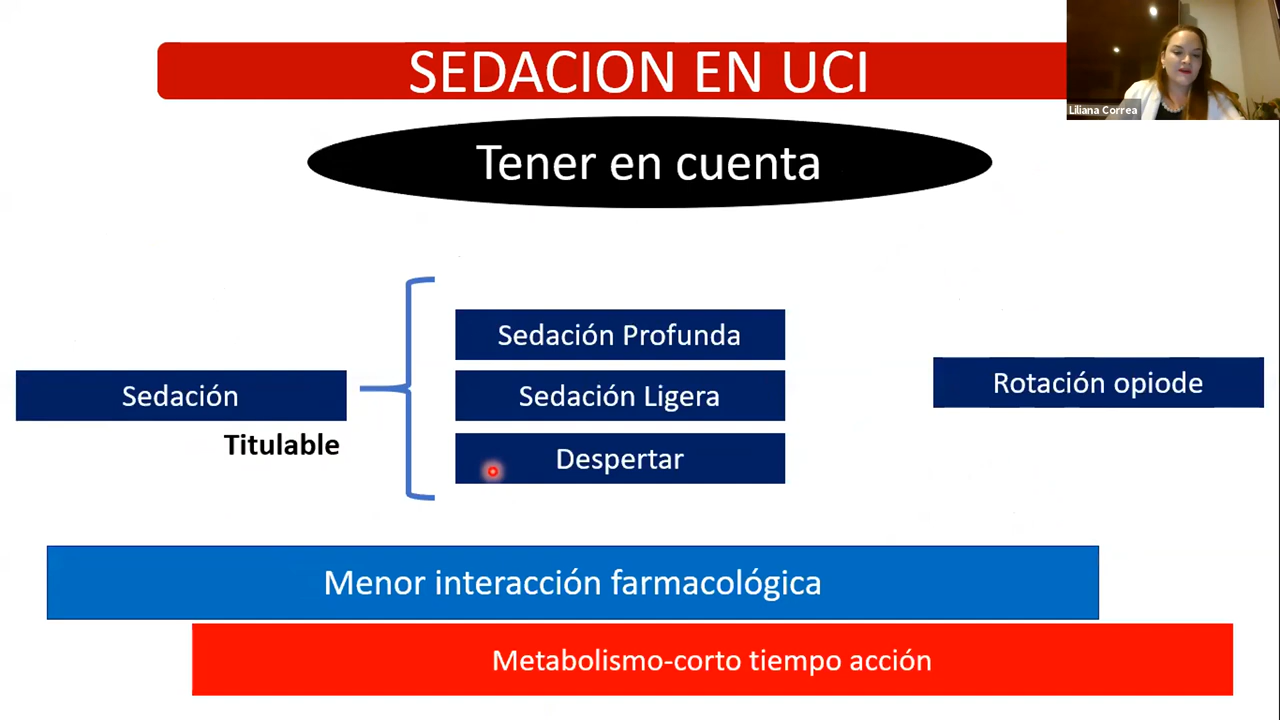 SEDACION EN UCI
Liliana Correa
Tener en cuenta
Sedación Profunda
Sedación Ligera
Despertar
Sedación
Titulable
Rotación opiode
Menor interacción farmacológica
Metabolismo-corto tiempo acción